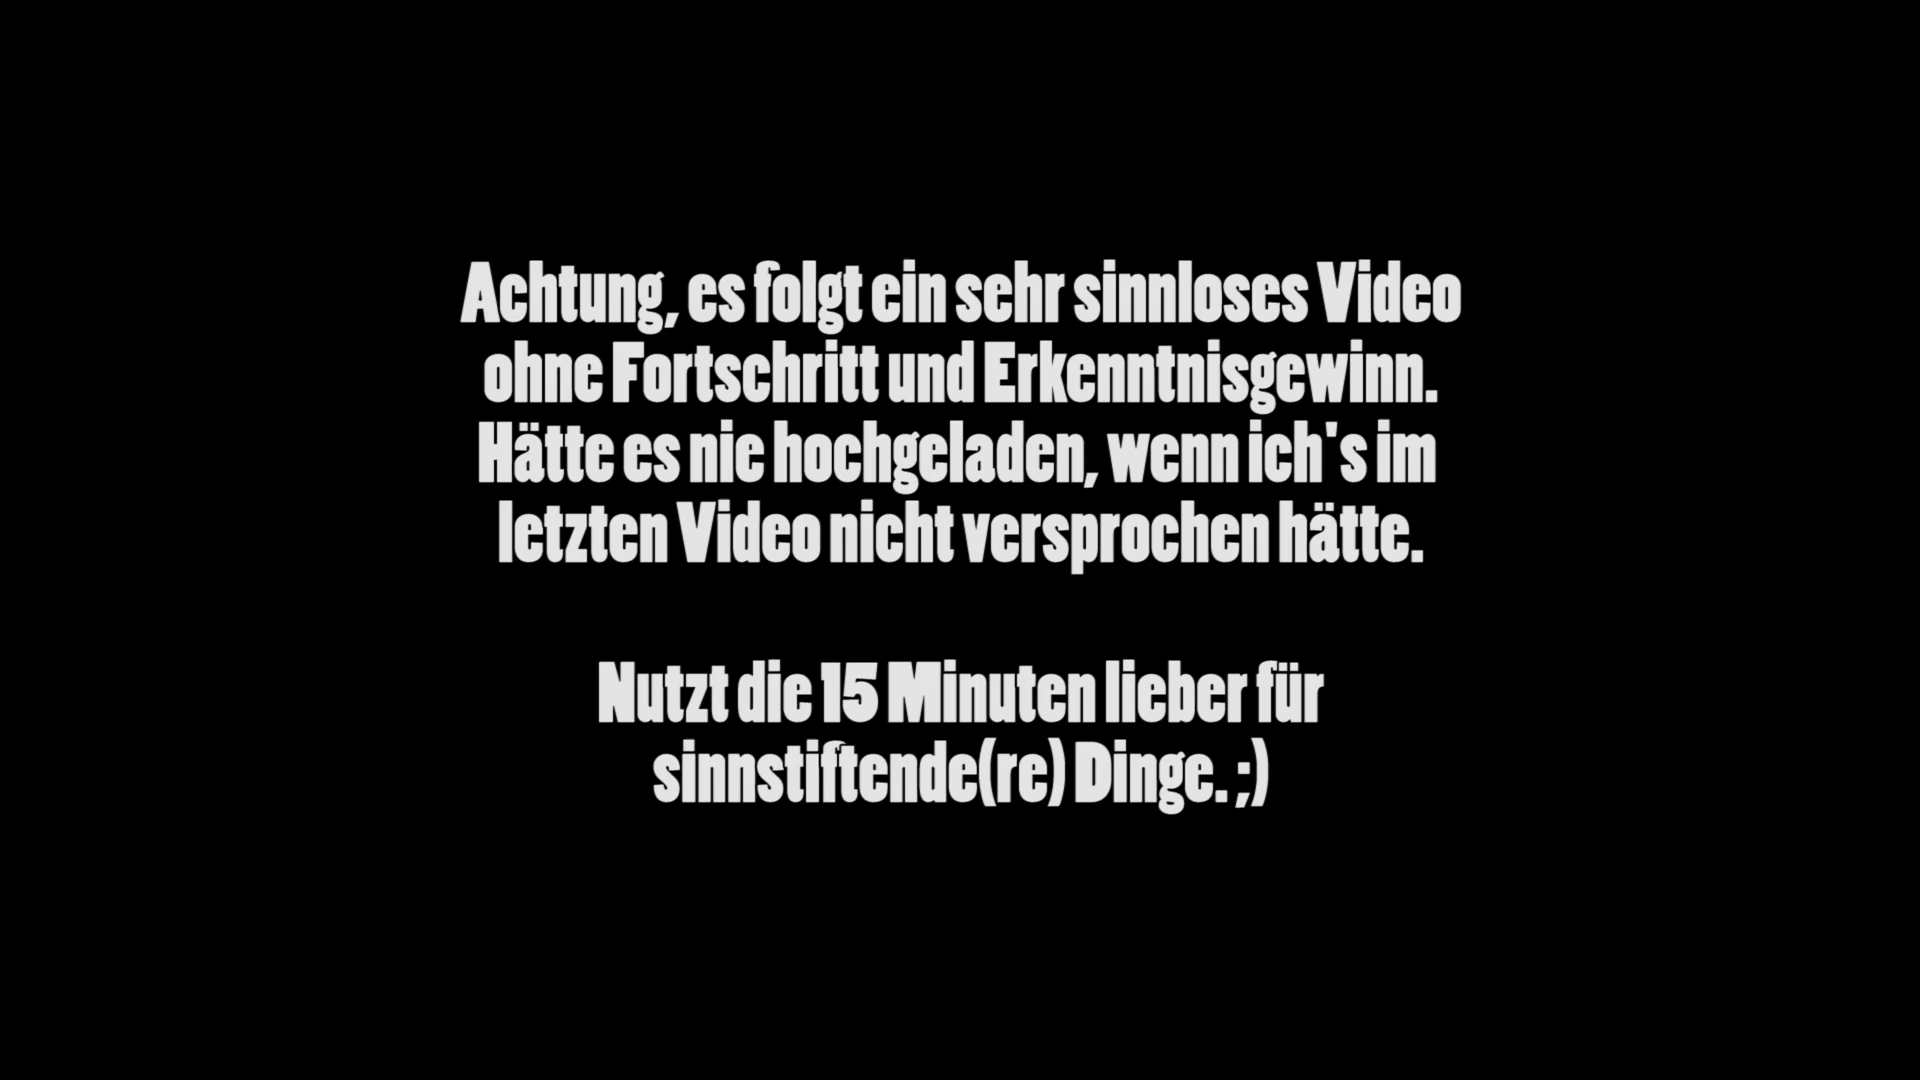 Achtung, es folgt ein sehr sinnloses Video
ohne Fortschritt und Erkenntnisgewinn.
Hätte es nie hochgeladen, wenn ich's im
letzten Video nicht versprochen hätte.
Nutzt die 15 Minuten lieber für
sinnstiftende(re) Dinge. ;)